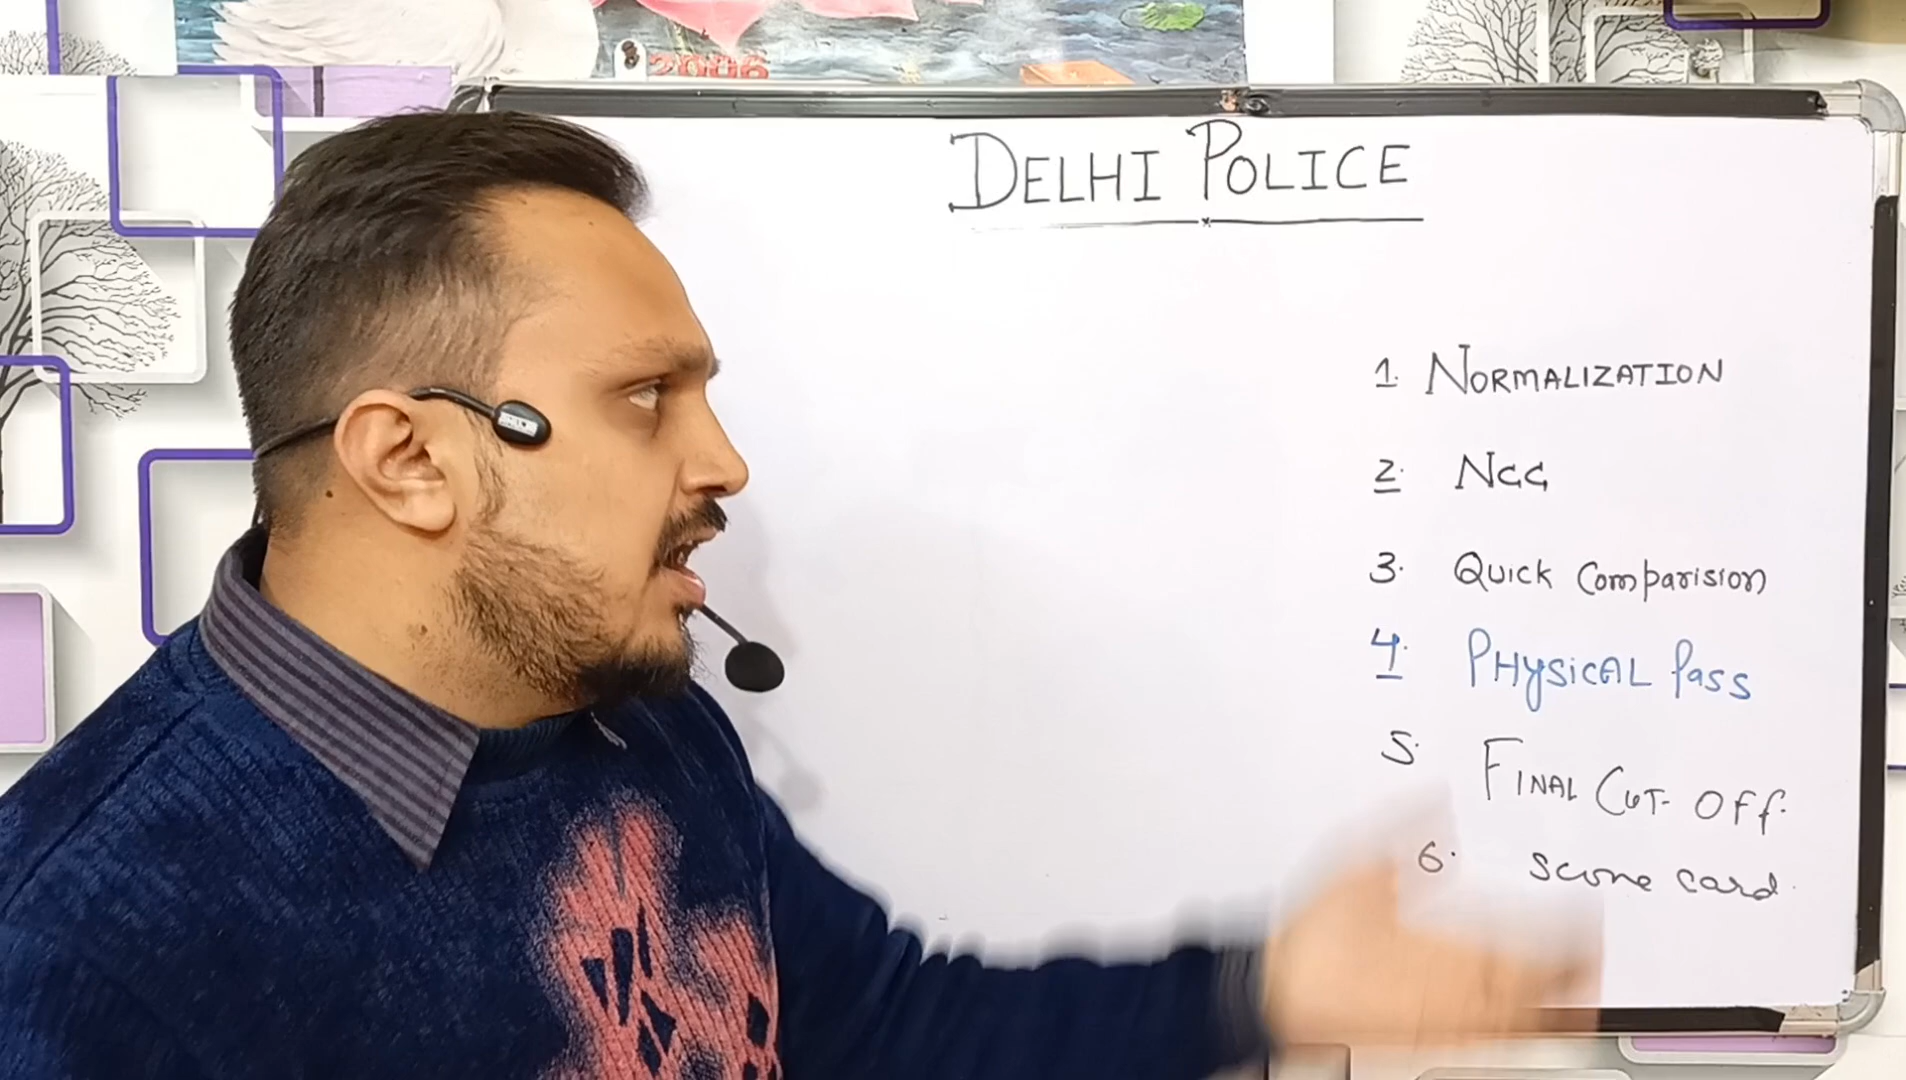 2006
DELHI POLICE
1. NORMALIZATION
2. NCC
3. QUICK Comparision
4. PHYSICAL Pass
5. FINAL CUT-OFF.
6. Score card.